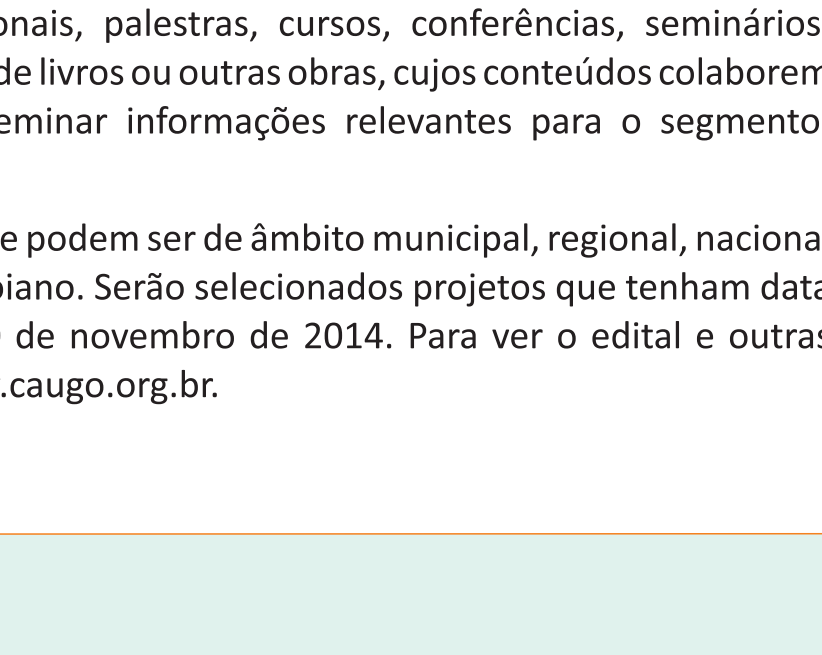 onais, palestras, cursos, conferências, seminários
de livros ou outras obras, cujos conteúdos colaborem
eminar informações relevantes para o segmento
e podem ser de âmbito municipal, regional, naciona
oiano. Serão selecionados projetos que tenham data
de novembro de 2014. Para ver o edital e outras
.caugo.org.br.